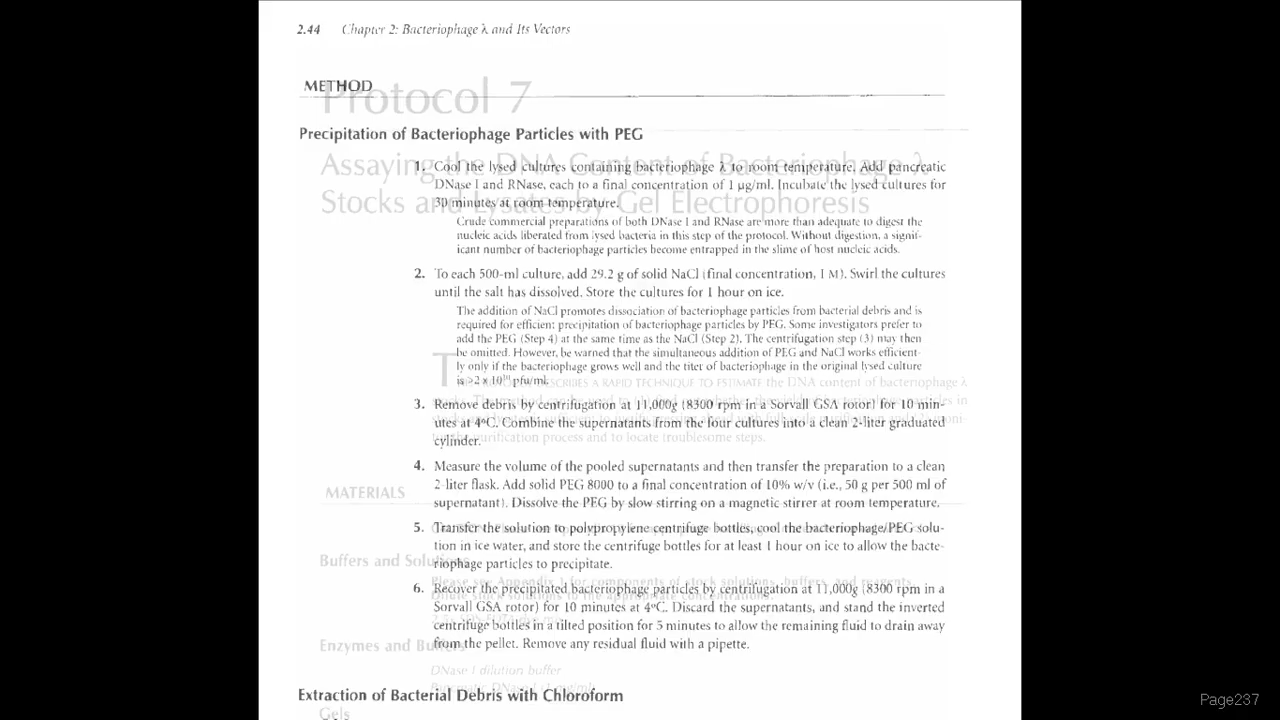 2.44 Chapter 2: Bacteriophage λ and Its Vectors
METHOD
Protocol 7
Precipitation of Bacteriophage Particles with PEG
Assaying the DNA Content of Bacteriophage λ
Stocks and Lysates by Gel Electrophoresis
1. Cool the lysed cultures containing bacteriophage λ to room temperature. Add pancreatic
DNase I and RNase, each to a final concentration of 1 µg/ml. Incubate the lysed cultures for
30 minutes at room temperature.
Crude commercial preparations of both DNase I and RNase are more than adequate to digest the
nucleic acids liberated from lysed bacteria in this step of the protocol. Without digestion, a signif-
icant number of bacteriophage particles become entrapped in the slime of host nucleic acids.
2. To each 500-ml culture, add 29.2 g of solid NaCl (final concentration, 1 M). Swirl the cultures
until the salt has dissolved. Store the cultures for 1 hour on ice.
The addition of NaCl promotes dissociation of bacteriophage particles from bacterial debris and is
required for efficient precipitation of bacteriophage particles by PEG. Some investigators prefer to
add the PEG (Step 4) at the same time as the NaCl (Step 2). The centrifugation step (3) may then
be omitted. However, be warned that the simultaneous addition of PEG and NaCl works efficient-
ly only if the bacteriophage grows well and the titer of bacteriophage in the original lysed culture
is >2 x 10¹⁰ pfu/ml.
DESCRIBES A RAPID TECHNIQUE TO ESTIMATE the DNA content of bacteriophage λ
3. Remove debris by centrifugation at 11,000g (8300 rpm in a Sorvall GSA rotor) for 10 min-
utes at 4°C. Combine the supernatants from the four cultures into a clean 2-liter graduated
cylinder.
purification process and to locate troublesome steps.
4. Measure the volume of the pooled supernatants and then transfer the preparation to a clean
2-liter flask. Add solid PEG 8000 to a final concentration of 10% w/v (i.e., 50 g per 500 ml of
supernatant). Dissolve the PEG by slow stirring on a magnetic stirrer at room temperature.
MATERIALS
5. Transfer the solution to polypropylene centrifuge bottles, cool the bacteriophage/PEG solu-
tion in ice water, and store the centrifuge bottles for at least 1 hour on ice to allow the bacte-
riophage particles to precipitate.
Buffers and Solutions
Please see Appendix 1 for components of stock solutions, buffers, and reagents.
Dilute stock solutions to the appropriate concentrations.
6. Recover the precipitated bacteriophage particles by centrifugation at 11,000g (8300 rpm in a
Sorvall GSA rotor) for 10 minutes at 4°C. Discard the supernatants, and stand the inverted
centrifuge bottles in a tilted position for 5 minutes to allow the remaining fluid to drain away
from the pellet. Remove any residual fluid with a pipette.
Enzymes and Buffers
DNase I dilution buffer
Extraction of Bacterial Debris with Chloroform
Gels
Page237